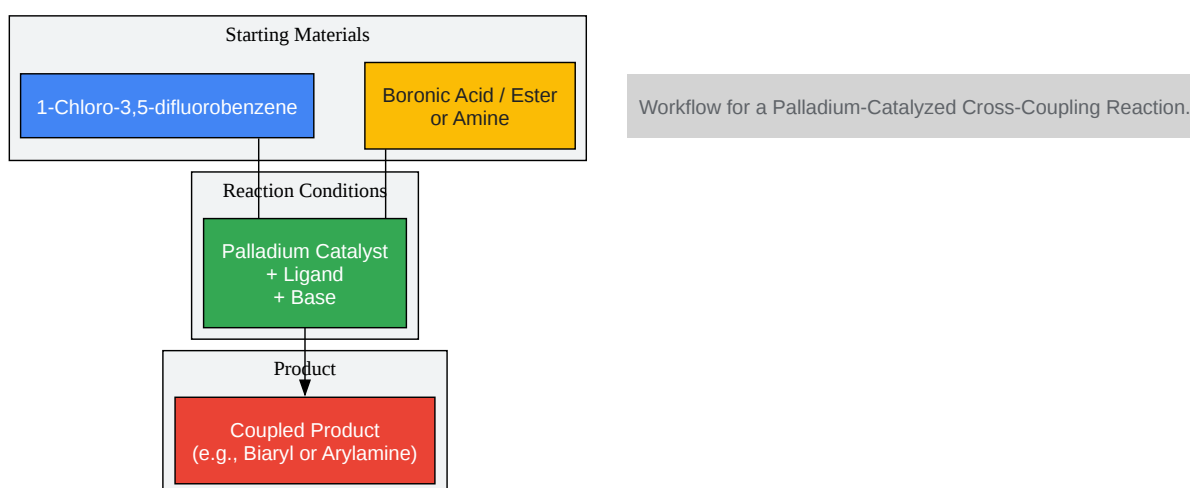 Starting Materials
1-Chloro-3,5-difluorobenzene
Boronic Acid / Ester
or Amine
Workflow for a Palladium-Catalyzed Cross-Coupling Reaction.
Reaction Conditions
Palladium Catalyst
+ Ligand
+ Base
Product
Coupled Product
(e.g., Biaryl or Arylamine)